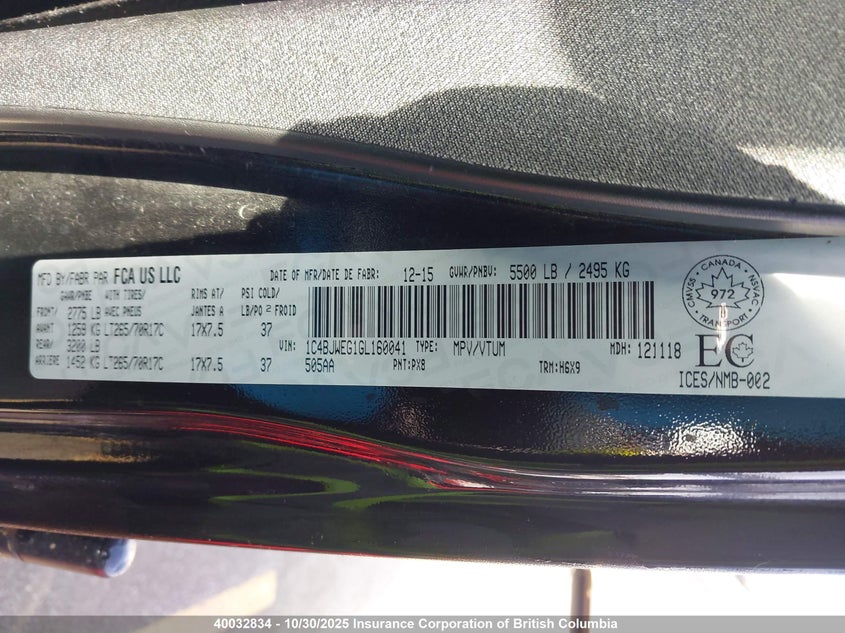 MFD BY/FABR PAR FCA US LLC
DATE OF MFR/DATE DE FABR: 12-15 GVWR/PNBV: 5500 LB / 2495 KG
GAWR/PNBE WITH TIRES/ RIMS AT/ PSI COLD/
FRONT/ 2775 LB AVEC PNEUS JANTES A LB/PO 2 FROID
AVANT 1259 KG LT265/70R17C 17X7.5 37
REAR/ 3200 LB
ARRIERE 1452 KG LT265/70R17C 17X7.5 37
VIN: 1C4BJWEG1GL160041 TYPE: MPV/VTUM MDH: 121118
505AA PNT:PX8 TRM:H6X9
CMVSS CANADA NSVAC
972
TRANSPORT
EC
ICES/NMB-002
40032834 - 10/30/2025 Insurance Corporation of British Columbia